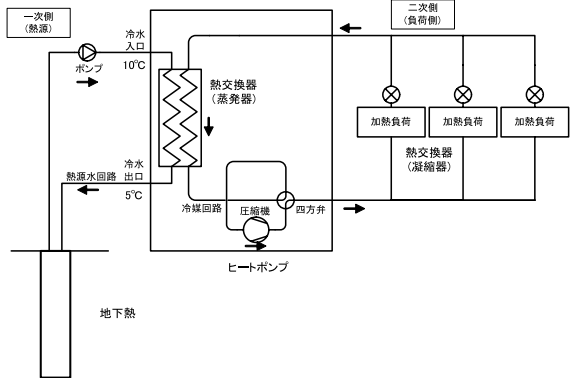 一次側
(熱源)
二次側
(負荷側)
冷水
入口
10℃
ポンプ
熱交換器
(蒸発器)
加熱負荷
加熱負荷
加熱負荷
熱交換器
(凝縮器)
冷水
出口
5℃
熱源水回路
冷媒回路
圧縮機
四方弁
ヒートポンプ
地下熱